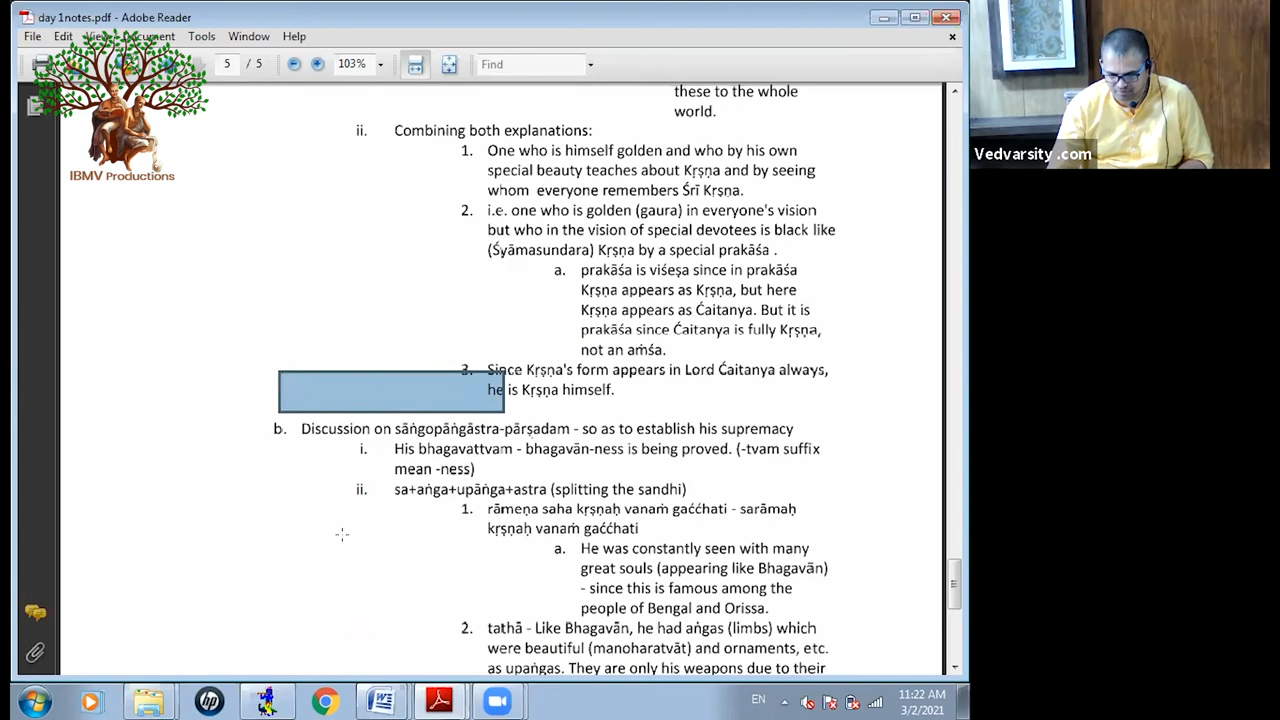 day 1notes.pdf - Adobe Reader
File Edit View Document Tools Window Help
5 / 5 103% Find
IBMV Productions
Vedvarsity .com
these to the whole
world.
ii. Combining both explanations:
1. One who is himself golden and who by his own
special beauty teaches about Kṛṣṇa and by seeing
whom everyone remembers Śrī Kṛṣṇa.
2. i.e. one who is golden (gaura) in everyone's vision
but who in the vision of special devotees is black like
(Śyāmasundara) Kṛṣṇa by a special prakāśa .
a. prakāśa is viśeṣa since in prakāśa
Kṛṣṇa appears as Kṛṣṇa, but here
Kṛṣṇa appears as Ćaitanya. But it is
prakāśa since Ćaitanya is fully Kṛṣṇa,
not an aṁśa.
3. Since Kṛṣṇa's form appears in Lord Ćaitanya always,
he is Kṛṣṇa himself.
b. Discussion on sāṅgopāṅgāstra-pārṣadam - so as to establish his supremacy
i. His bhagavattvam - bhagavān-ness is being proved. (-tvam suffix
mean -ness)
ii. sa+aṅga+upāṅga+astra (splitting the sandhi)
1. rāmeṇa saha kṛṣṇaḥ vanaṁ gaććhati - sarāmaḥ
kṛṣṇaḥ vanaṁ gaććhati
a. He was constantly seen with many
great souls (appearing like Bhagavān)
- since this is famous among the
people of Bengal and Orissa.
2. tathā - Like Bhagavān, he had aṅgas (limbs) which
were beautiful (manoharatvāt) and ornaments, etc.
as upaṅgas. They are only his weapons due to their
EN 11:22 AM
3/2/2021